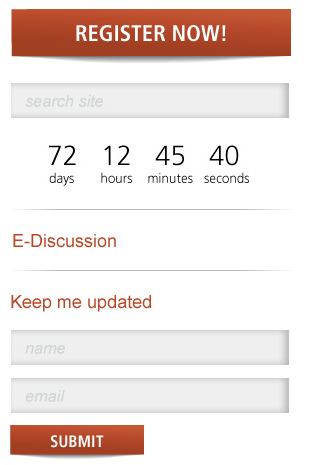 REGISTER NOW!
search site
72 12 45 40
days hours minutes seconds
E-Discussion
Keep me updated
name
email
SUBMIT